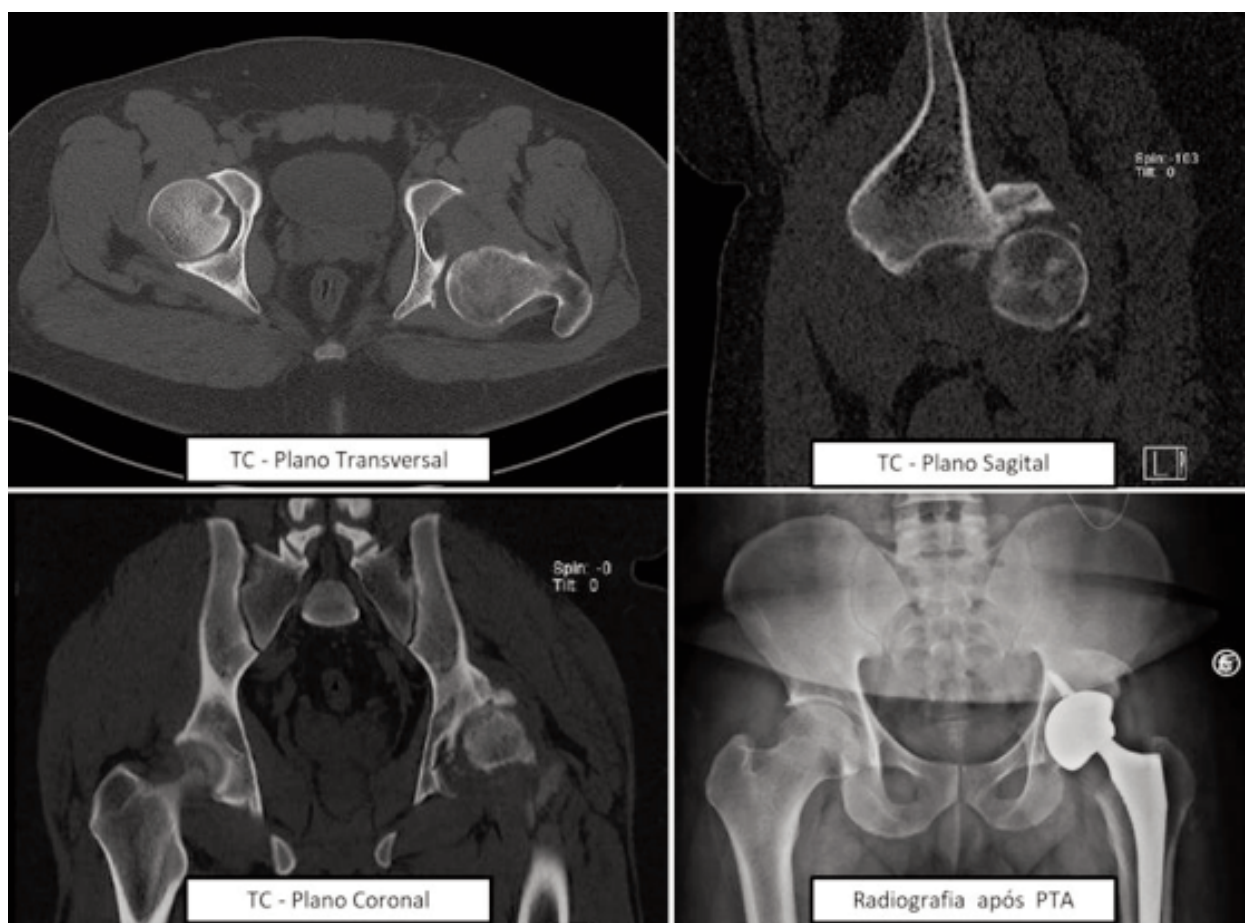 Spin: -103
Tilt: 0
TC - Plano Transversal
TC - Plano Sagital
L
Spin: -0
Tilt: 0
TC - Plano Coronal
Radiografia após PTA